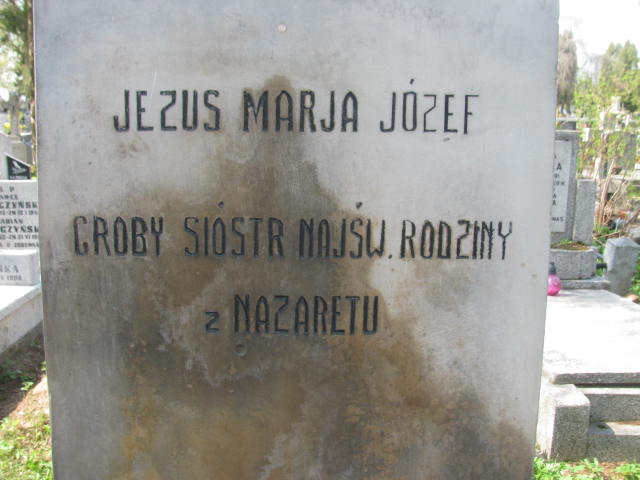 JEZUS MARJA JÓZEF
GROBY SIÓSTR NAJŚW. RODZINY
z NAZARETU